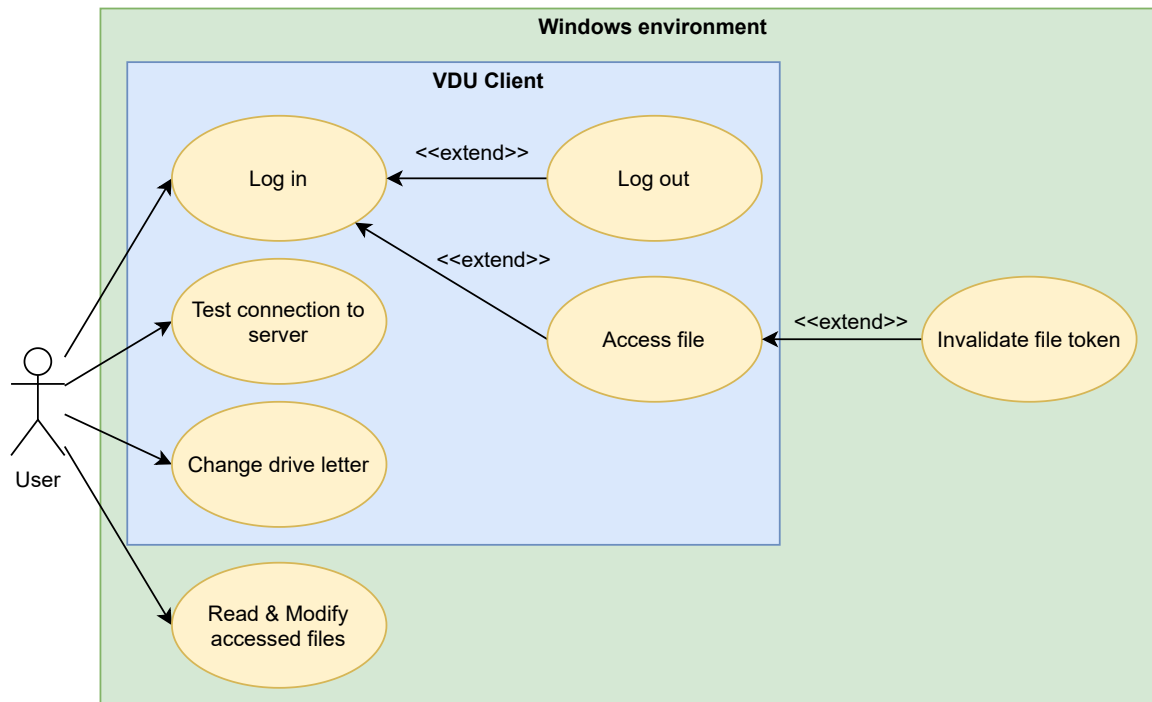 Windows environment
VDU Client
Log in
<<extend>>
Log out
<<extend>>
Test connection to
server
Access file
<<extend>>
Invalidate file token
Change drive letter
User
Read & Modify
accessed files